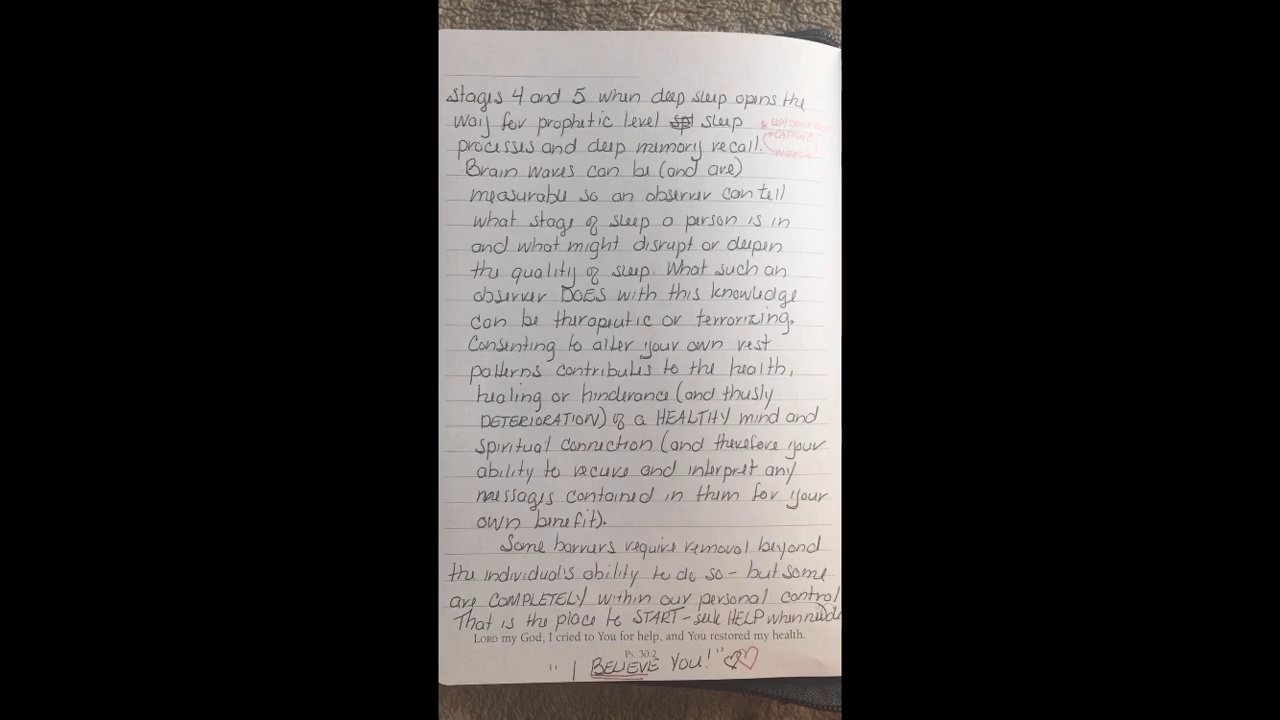 Stages 4 and 5 when deep sleep opens the
way for prophetic level sleep
processes and deep memory recall.
Brain waves can be (and are)
measurable so an observer can tell
what stage of sleep a person is in
and what might disrupt or deepen
the quality of sleep. What such an
observer DOES with this knowledge
can be therapeutic or terrorizing.
Consenting to alter your own rest
patterns contributes to the health,
healing or hinderance (and thusly
DETERIORATION) of a HEALTHY mind and
spiritual connection (and therefore your
ability to receive and interpret any
messages contained in them for your
own benefit).
Some barriers require removal beyond
the individual's ability to do so - but some
are COMPLETELY within our personal control
That is the place to START - seek HELP when
LORD my God, I cried to You for help, and You restored my health.
Ps. 30:2
"I BELIEVE YOU!"